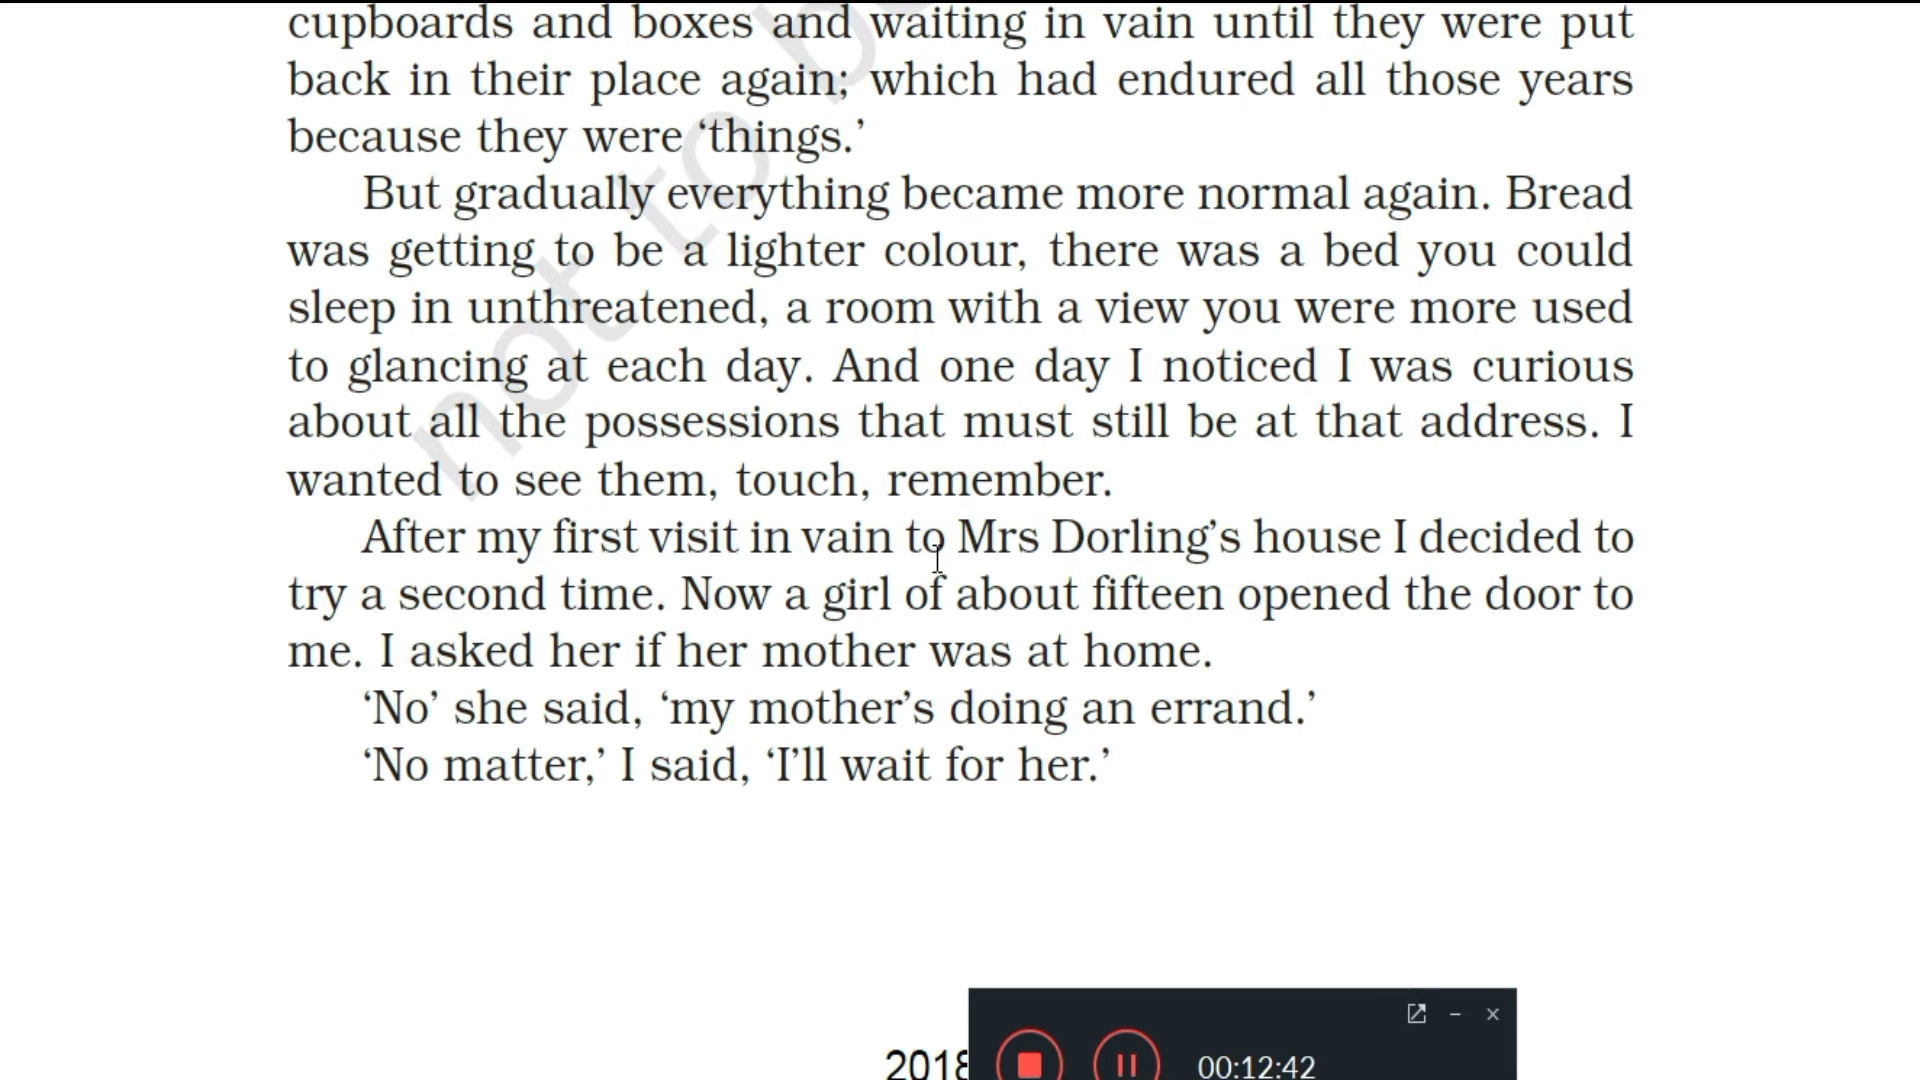 cupboards and boxes and waiting in vain until they were put
back in their place again; which had endured all those years
because they were ‘things.’
But gradually everything became more normal again. Bread
was getting to be a lighter colour, there was a bed you could
sleep in unthreatened, a room with a view you were more used
to glancing at each day. And one day I noticed I was curious
about all the possessions that must still be at that address. I
wanted to see them, touch, remember.
After my first visit in vain to Mrs Dorling’s house I decided to
try a second time. Now a girl of about fifteen opened the door to
me. I asked her if her mother was at home.
‘No’ she said, ‘my mother’s doing an errand.’
‘No matter,’ I said, ‘I’ll wait for her.’
not to b
2018
00:12:42